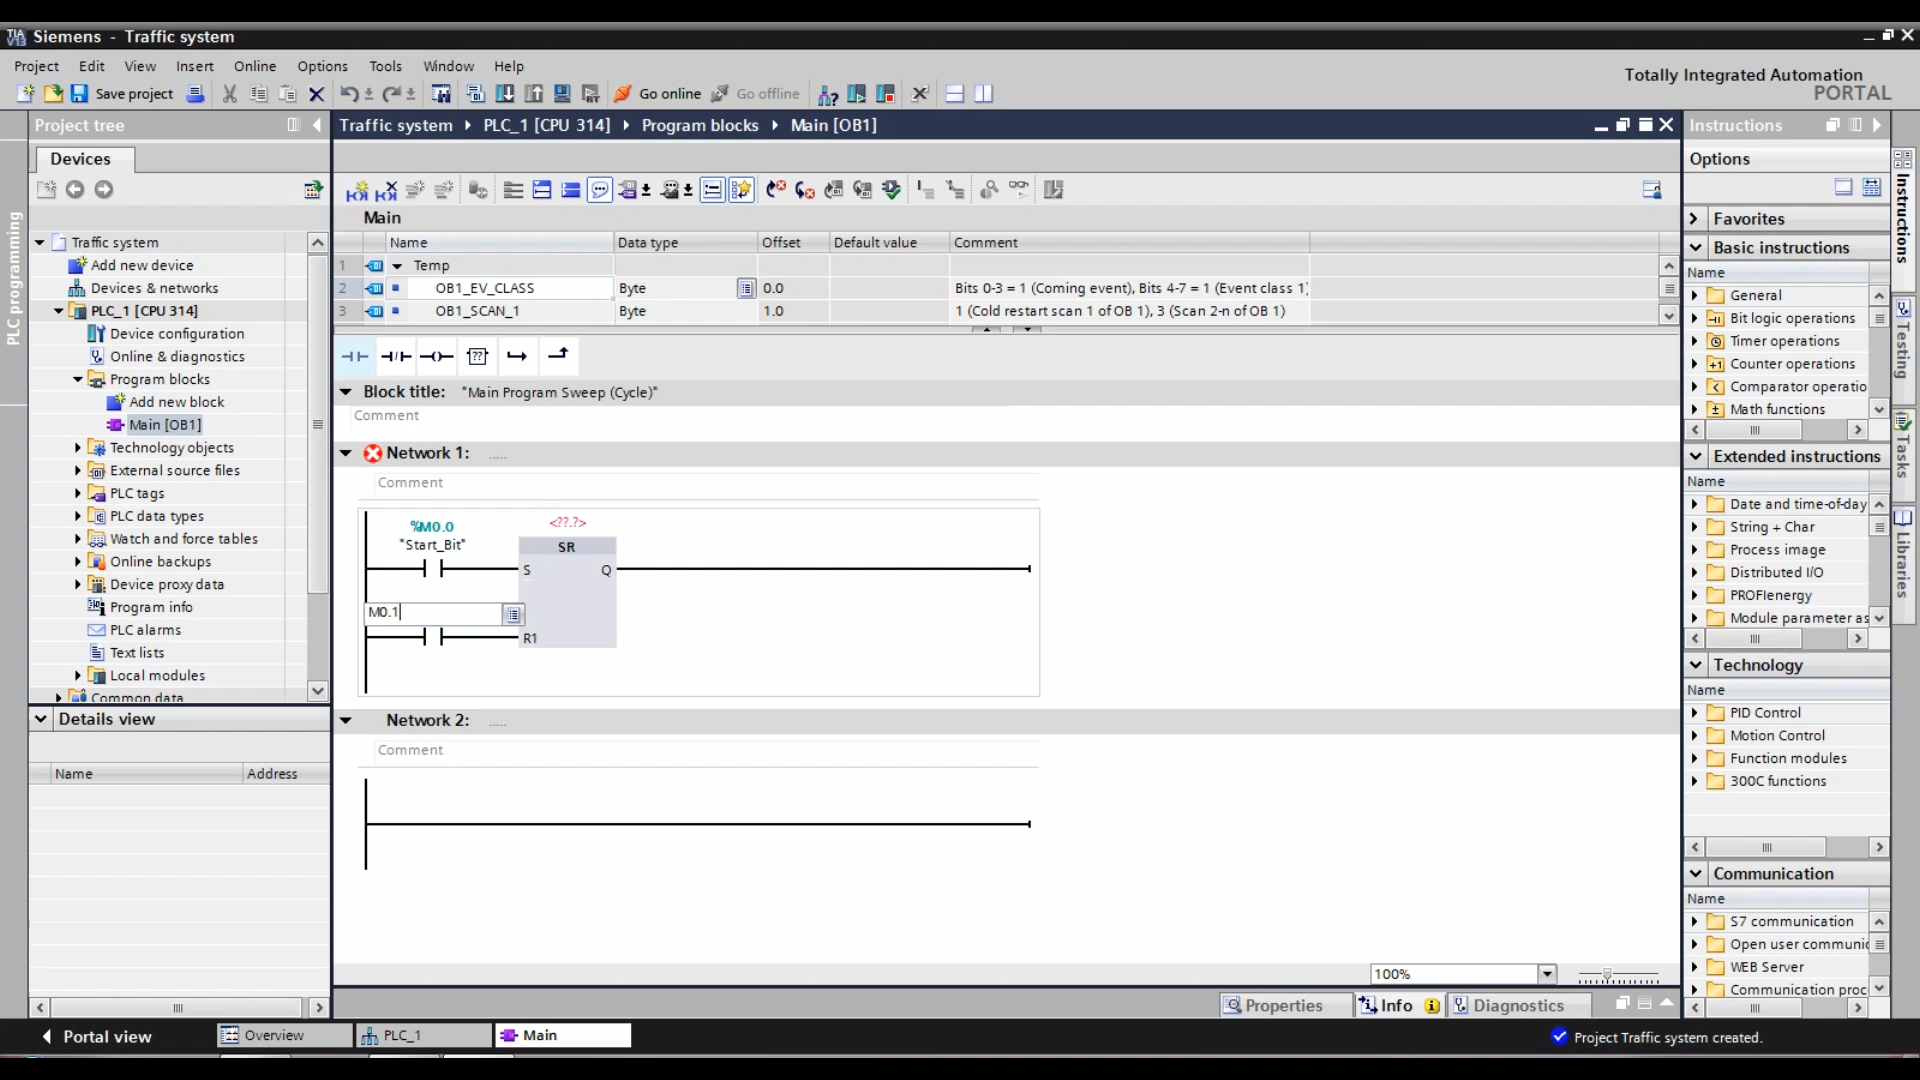 TIA V13 Siemens - Traffic system
Project Edit View Insert Online Options Tools Window Help
Save project Go online Go offline
Totally Integrated Automation
PORTAL
Project tree
Devices
PLC programming
Traffic system
Add new device
Devices & networks
PLC_1 [CPU 314]
Device configuration
Online & diagnostics
Program blocks
Add new block
Main [OB1]
Technology objects
External source files
PLC tags
PLC data types
Watch and force tables
Online backups
Device proxy data
Program info
PLC alarms
Text lists
Local modules
Common data
Details view
Name Address
Traffic system PLC_1 [CPU 314] Program blocks Main [OB1]
Main
Name Data type Offset Default value Comment
1 Temp
2 OB1_EV_CLASS Byte 0.0 Bits 0-3 = 1 (Coming event), Bits 4-7 = 1 (Event class 1)
3 OB1_SCAN_1 Byte 1.0 1 (Cold restart scan 1 of OB 1), 3 (Scan 2-n of OB 1)
??
Block title: "Main Program Sweep (Cycle)"
Comment
Network 1: .....
Comment
%M0.0 <??.?>
"Start_Bit" SR
S Q
M0.1
R1
Network 2: .....
Comment
100%
Properties Info Diagnostics
Instructions
Options
Favorites
Basic instructions
Name
General
Bit logic operations
Timer operations
Counter operations
Comparator operatio
Math functions
Extended instructions
Name
Date and time-of-day
String + Char
Process image
Distributed I/O
PROFIenergy
Module parameter as
Technology
Name
PID Control
Motion Control
Function modules
300C functions
Communication
Name
S7 communication
Open user communic
WEB Server
Communication proc
Instructions
Testing
Tasks
Libraries
Portal view Overview PLC_1 Main Project Traffic system created.